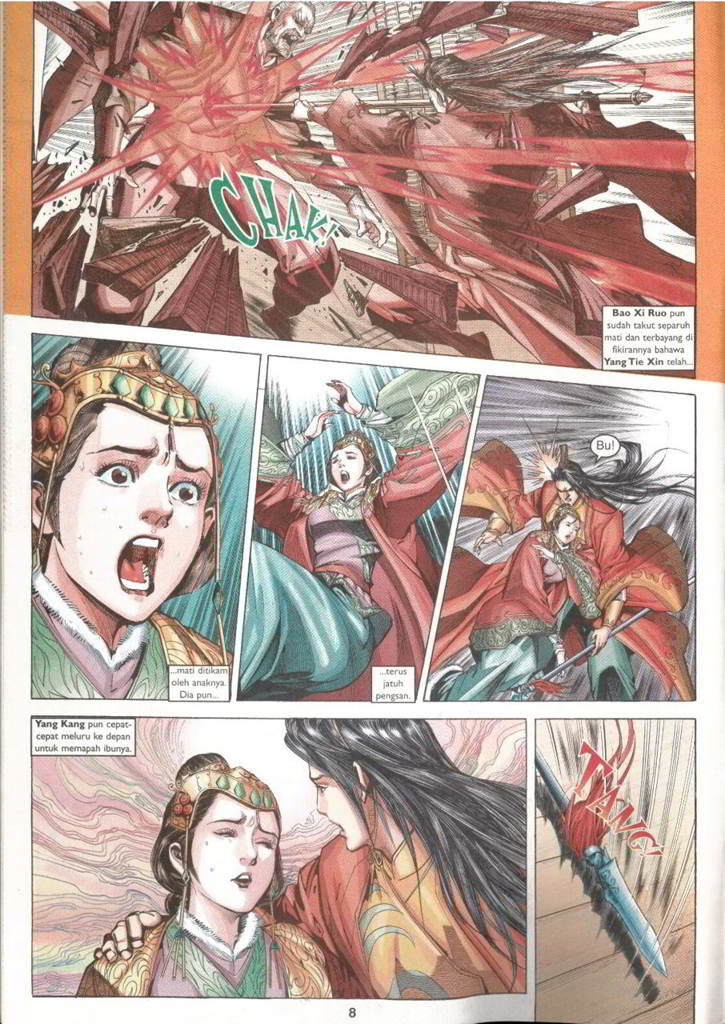 CHAK!
Bao Xi Ruo pun
sudah takut separuh
mati dan terbayang di
fikirannya bahawa
Yang Tie Xin telah...
...mati ditikam
oleh anaknya.
Dia pun...
...terus
jatuh
pengsan.
Bu!
Yang Kang pun cepat-
cepat meluru ke depan
untuk memapah ibunya.
TANG!
8